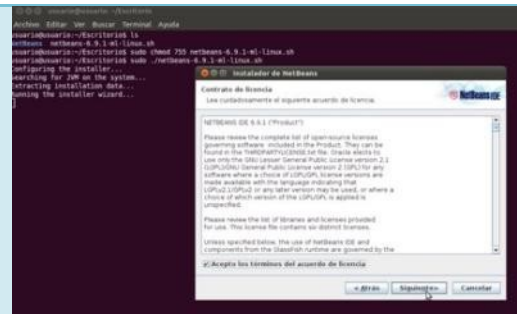 usuario@usuario: ~/Escritorio
Archivo Editar Ver Buscar Terminal Ayuda
usuario@usuario:~/Escritorio$ ls
NetBeans netbeans-6.9.1-ml-linux.sh
usuario@usuario:~/Escritorio$ sudo chmod 755 netbeans-6.9.1-ml-linux.sh
usuario@usuario:~/Escritorio$ sudo ./netbeans-6.9.1-ml-linux.sh
Configuring the installer...
Searching for JVM on the system...
Extracting installation data...
Running the installer wizard...
Instalador de NetBeans
Contrato de licencia
Lea cuidadosamente el siguiente acuerdo de licencia.
NetBeans IDE
NETBEANS IDE 6.9.1 ("Product")
Please review the complete list of open-source licenses
governing software included in the Product. They can be
found in the THIRDPARTYLICENSE.txt file. Oracle elects to
use only the GNU Lesser General Public License version 2.1
(LGPL)/GNU General Public License version 2 (GPL) for any
software where a choice of LGPL/GPL license versions are
made available with the language indicating that
LGPLv2.1/GPLv2 or any later version may be used, or where a
choice of which version of the LGPL/GPL is applied is
unspecified.
Please review the list of libraries and licenses provided
for use. This license file contains six distinct licenses.
Unless specified below, the use of NetBeans IDE and
components from the GlassFish runtime are governed by the
Acepto los términos del acuerdo de licencia
< Atrás
Siguiente>
Cancelar